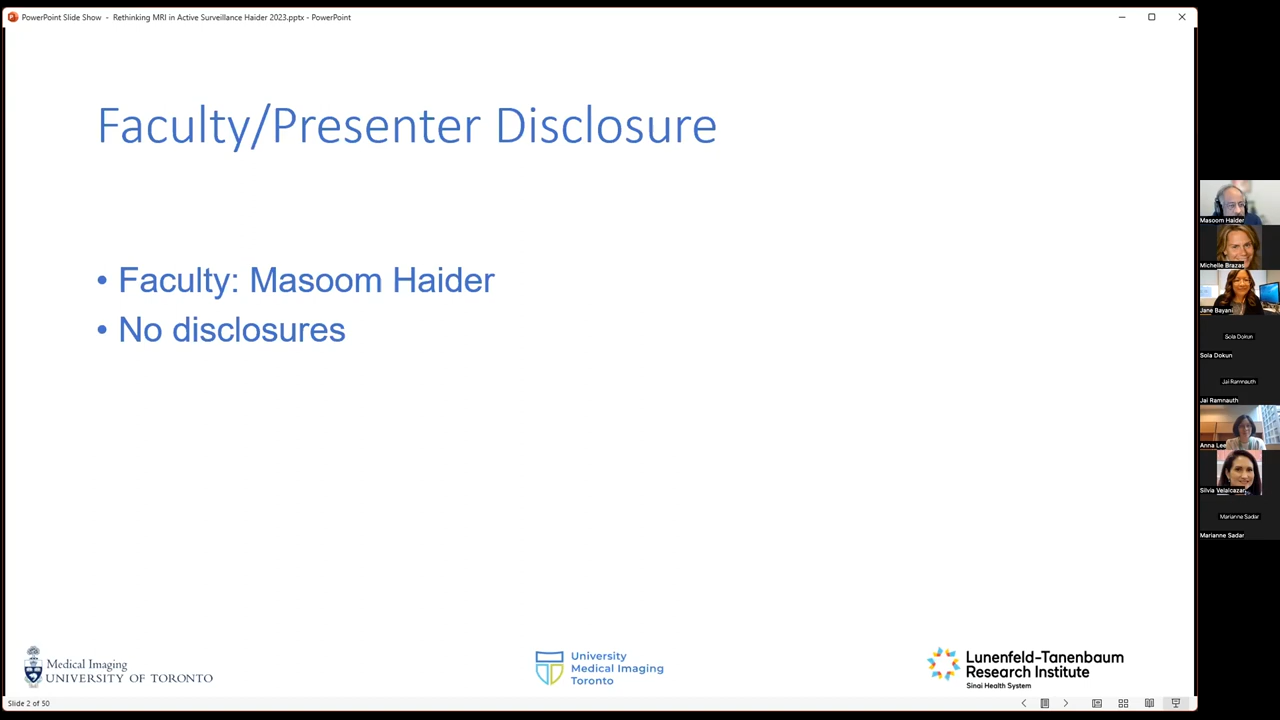 PowerPoint Slide Show - Rethinking MRI in Active Surveillance Haider 2023.pptx - PowerPoint
Faculty/Presenter Disclosure
• Faculty: Masoom Haider
• No disclosures
Medical Imaging
UNIVERSITY OF TORONTO
University
Medical Imaging
Toronto
Lunenfeld-Tanenbaum
Research Institute
Sinai Health System
Slide 2 of 50
Masoom Haider
Michelle Brazas
Jane Bayani
Sola Dokun
Sola Dokun
Jai Ramnauth
Jai Ramnauth
Anna Lee
Silvia Velalcazar
Marianne Sadar
Marianne Sadar